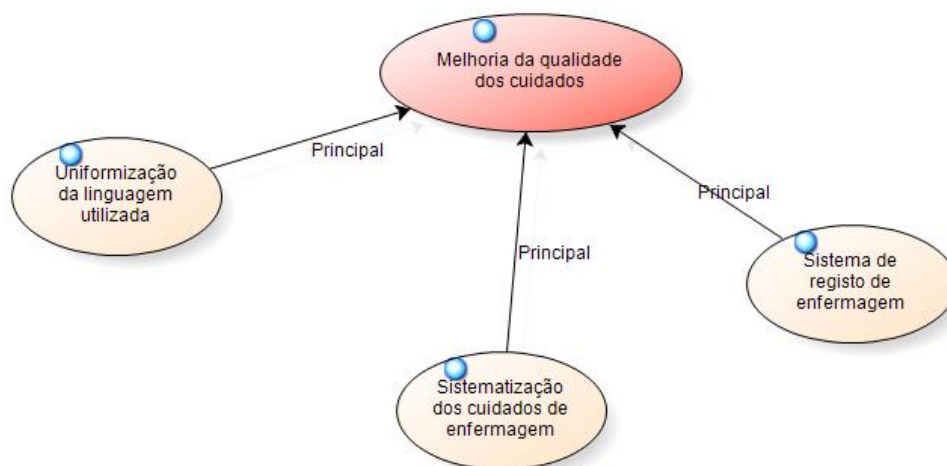 Melhoria da qualidade
dos cuidados
Principal
Uniformização
da linguagem
utilizada
Principal
Principal
Sistema de
registo de
enfermagem
Sistematização
dos cuidados de
enfermagem